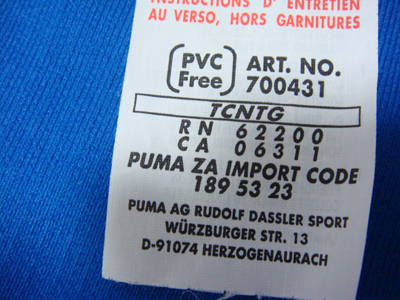 INSTRUCTIONS D' ENTRETIEN
AU VERSO, HORS GARNITURES
(PVC Free) ART. NO. 700431
TCNTG
RN 62200
CA 06311
PUMA ZA IMPORT CODE
189 53 23
PUMA AG RUDOLF DASSLER SPORT
WÜRZBURGER STR. 13
D-91074 HERZOGENAURACH